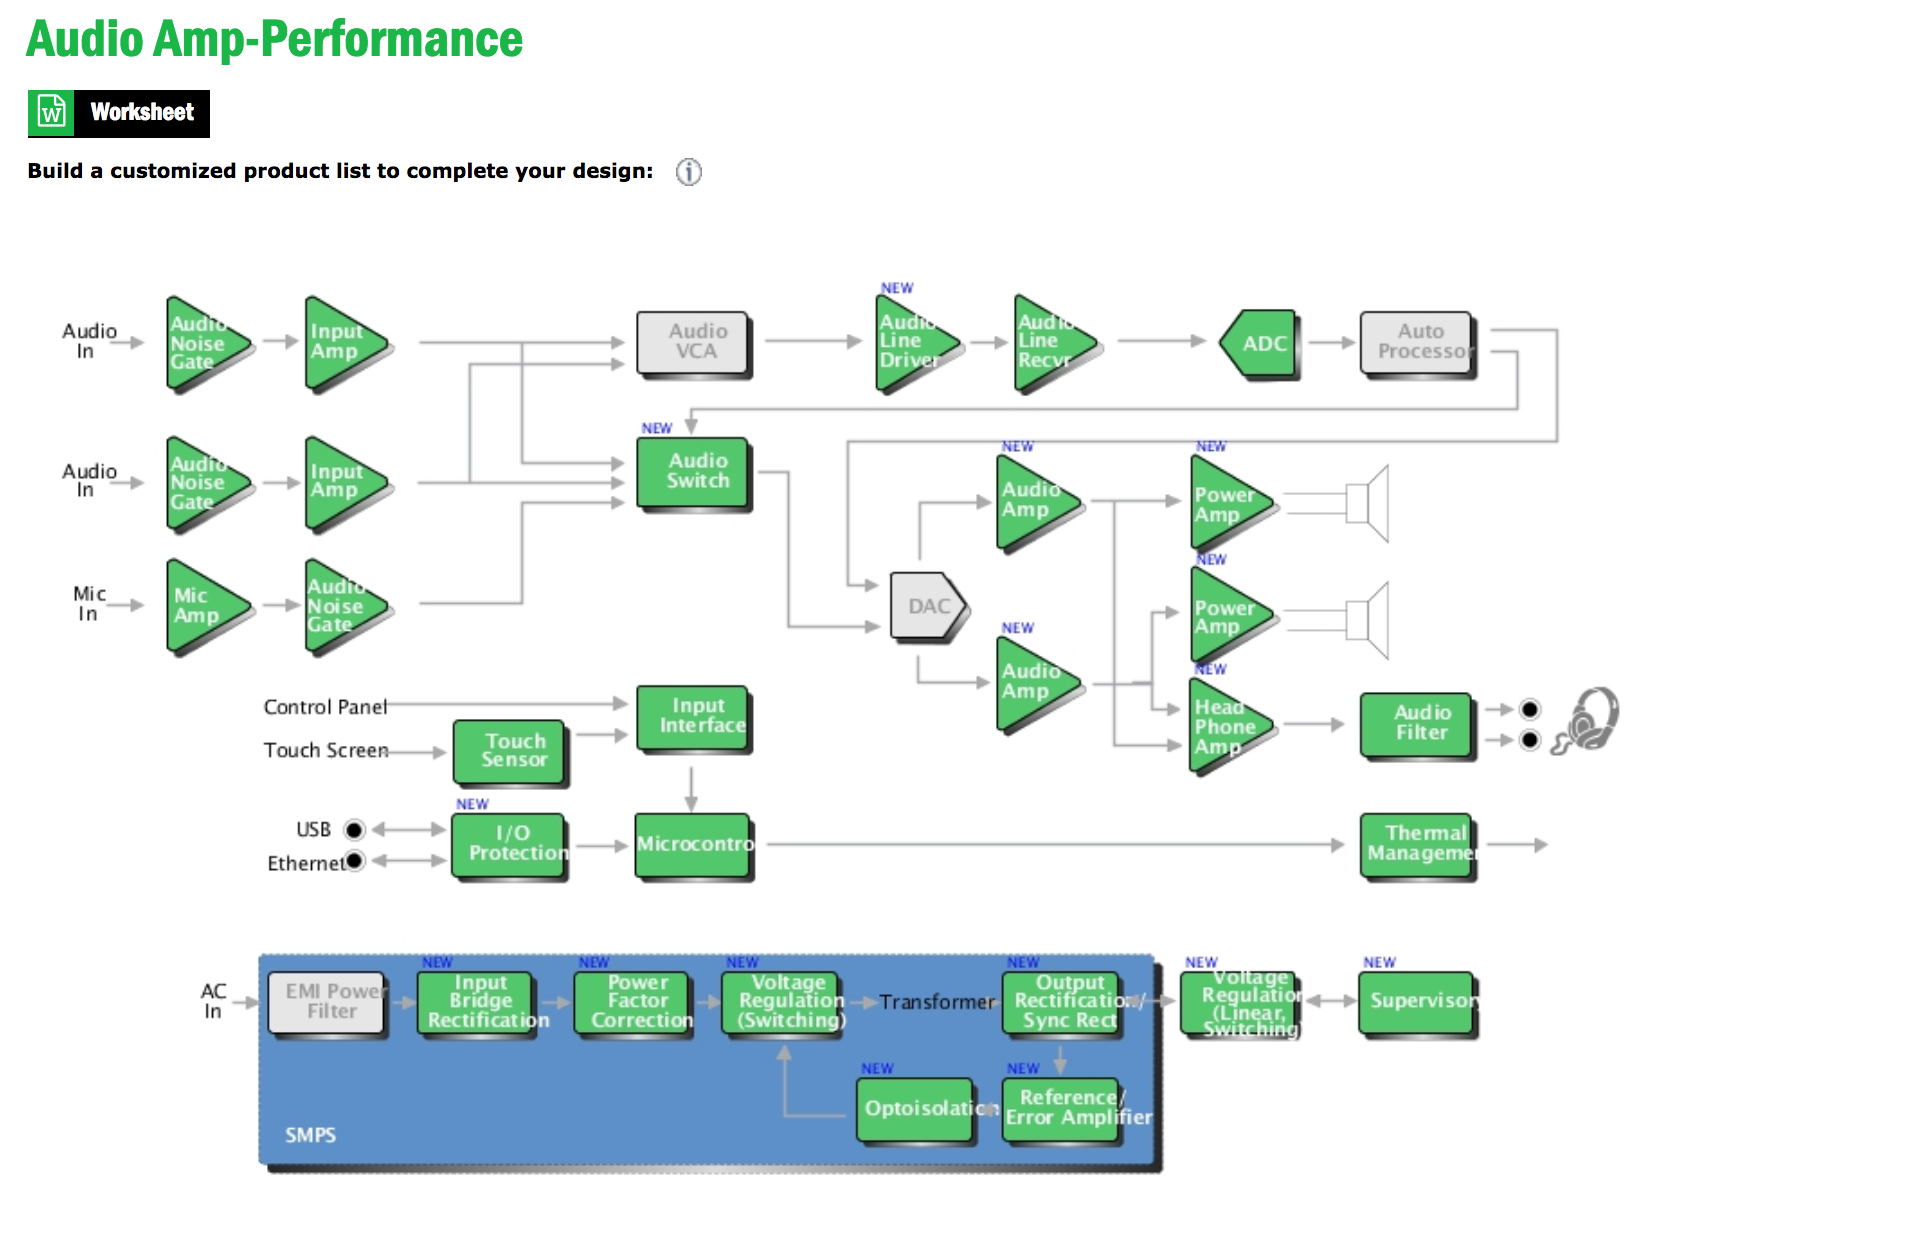 Audio Amp-Performance
W
Worksheet
Build a customized product list to complete your design:
i
Audio
In
Audio
Noise
Gate
Input
Amp
Audio
VCA
NEW
Audio
Line
Driver
Audio
Line
Recvr
ADC
Auto
Processor
Audio
In
Audio
Noise
Gate
Input
Amp
NEW
Audio
Switch
NEW
Audio
Amp
NEW
Power
Amp
Mic
In
Mic
Amp
Audio
Noise
Gate
DAC
NEW
Power
Amp
NEW
Audio
Amp
NEW
Head
Phone
Amp
Audio
Filter
Control Panel
Input
Interface
Touch Screen
Touch
Sensor
USB
Ethernet
NEW
I/O
Protection
Microcontro
Thermal
Manageme
AC
In
EMI Power
Filter
NEW
Input
Bridge
Rectification
NEW
Power
Factor
Correction
NEW
Voltage
Regulation
(Switching)
Transformer
NEW
Output
Rectification/
Sync Rect
NEW
Voltage
Regulation
(Linear,
Switching)
NEW
Supervisory
NEW
Optoisolation
NEW
Reference/
Error Amplifier
SMPS